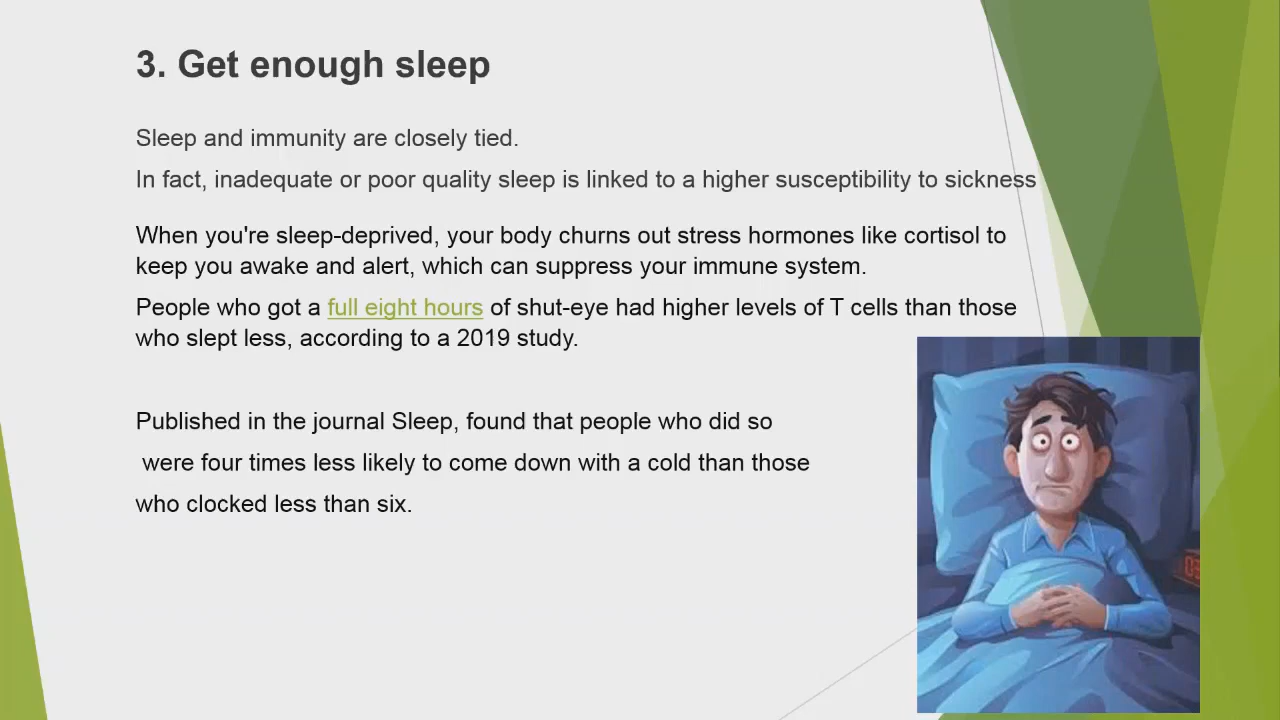 3. Get enough sleep
Sleep and immunity are closely tied.
In fact, inadequate or poor quality sleep is linked to a higher susceptibility to sickness
When you're sleep-deprived, your body churns out stress hormones like cortisol to
keep you awake and alert, which can suppress your immune system.
People who got a full eight hours of shut-eye had higher levels of T cells than those
who slept less, according to a 2019 study.
Published in the journal Sleep, found that people who did so
were four times less likely to come down with a cold than those
who clocked less than six.